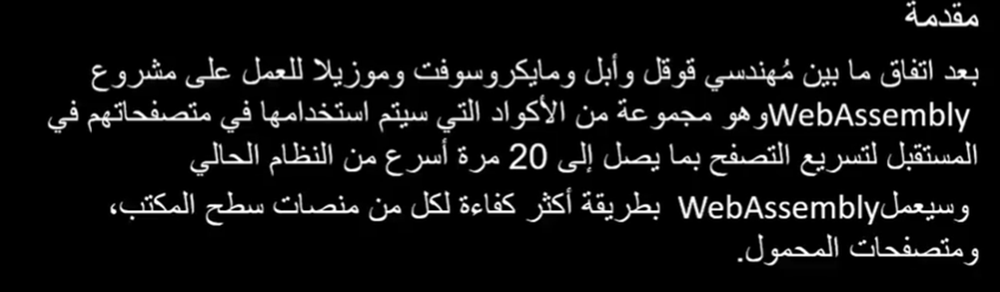 مقدمة
بعد اتفاق ما بين مُهندسي قوقل وأبل ومايكروسوفت وموزيلا للعمل على مشروع
WebAssemblyوهو مجموعة من الأكواد التي سيتم استخدامها في متصفحاتهم في
المستقبل لتسريع التصفح بما يصل إلى 20 مرة أسرع من النظام الحالي
وسيعملWebAssembly بطريقة أكثر كفاءة لكل من منصات سطح المكتب،
ومتصفحات المحمول.